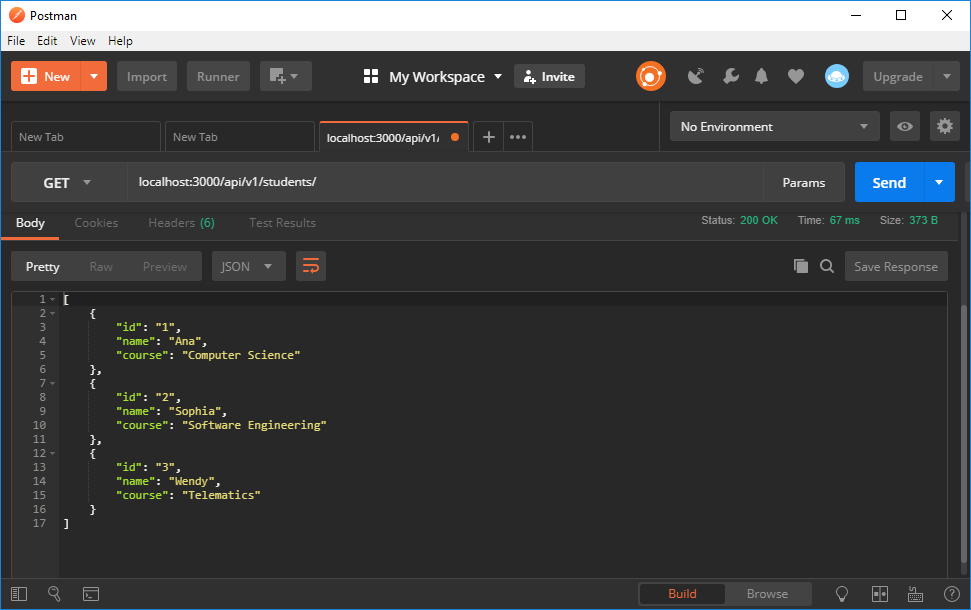 Postman
File Edit View Help
New Import Runner My Workspace Invite Upgrade
New Tab New Tab localhost:3000/api/v1/ No Environment
GET localhost:3000/api/v1/students/ Params Send
Body Cookies Headers (6) Test Results Status: 200 OK Time: 67 ms Size: 373 B
Pretty Raw Preview JSON Save Response
1 [
2 {
3 "id": "1",
4 "name": "Ana",
5 "course": "Computer Science"
6 },
7 {
8 "id": "2",
9 "name": "Sophia",
10 "course": "Software Engineering"
11 },
12 {
13 "id": "3",
14 "name": "Wendy",
15 "course": "Telematics"
16 }
17 ]
Build Browse